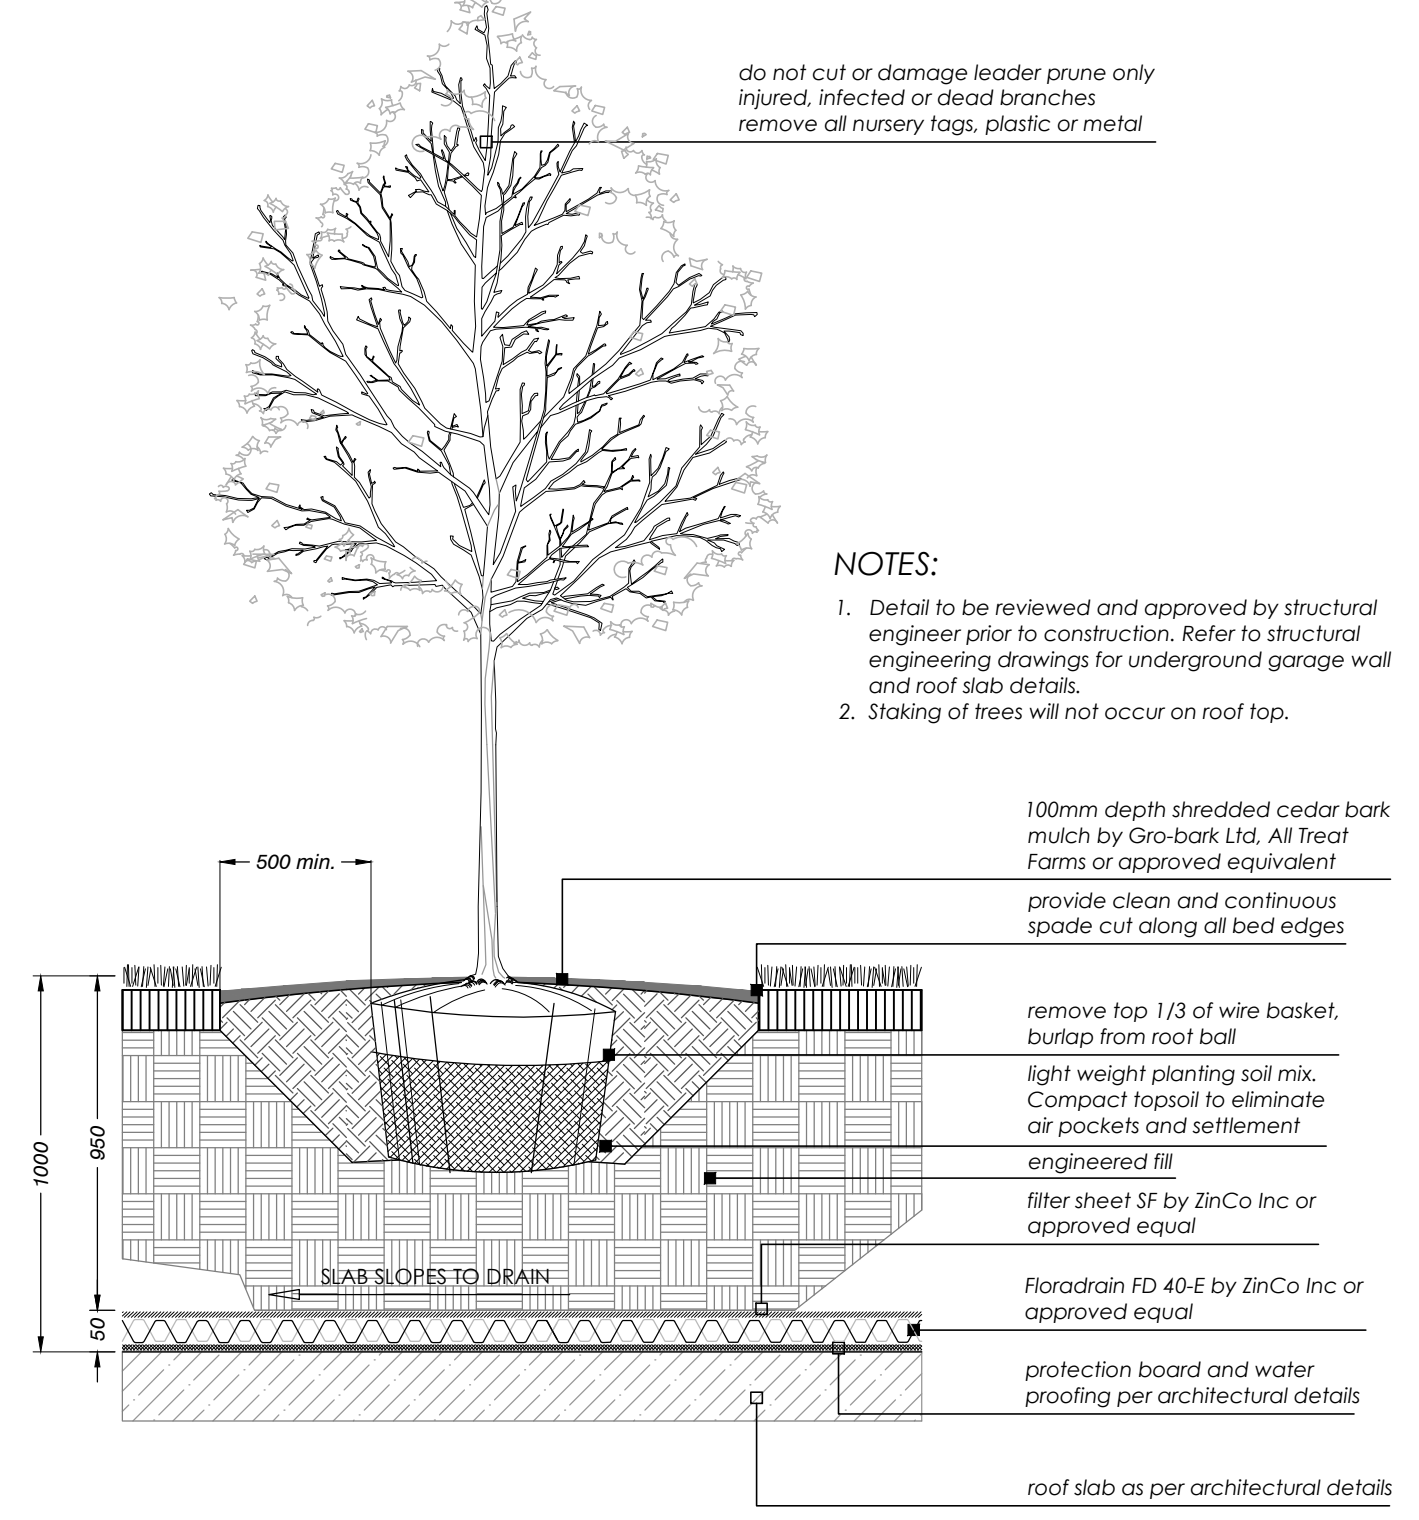 do not cut or damage leader prune only
injured, infected or dead branches
remove all nursery tags, plastic or metal
NOTES:
1. Detail to be reviewed and approved by structural
engineer prior to construction. Refer to structural
engineering drawings for underground garage wall
and roof slab details.
2. Staking of trees will not occur on roof top.
100mm depth shredded cedar bark
mulch by Gro-bark Ltd, All Treat
Farms or approved equivalent
500 min.
provide clean and continuous
spade cut along all bed edges
remove top 1/3 of wire basket,
burlap from root ball
light weight planting soil mix.
Compact topsoil to eliminate
air pockets and settlement
1000
950
engineered fill
filter sheet SF by ZinCo Inc or
approved equal
SLAB SLOPES TO DRAIN
Floradrain FD 40-E by ZinCo Inc or
approved equal
50
protection board and water
proofing per architectural details
roof slab as per architectural details